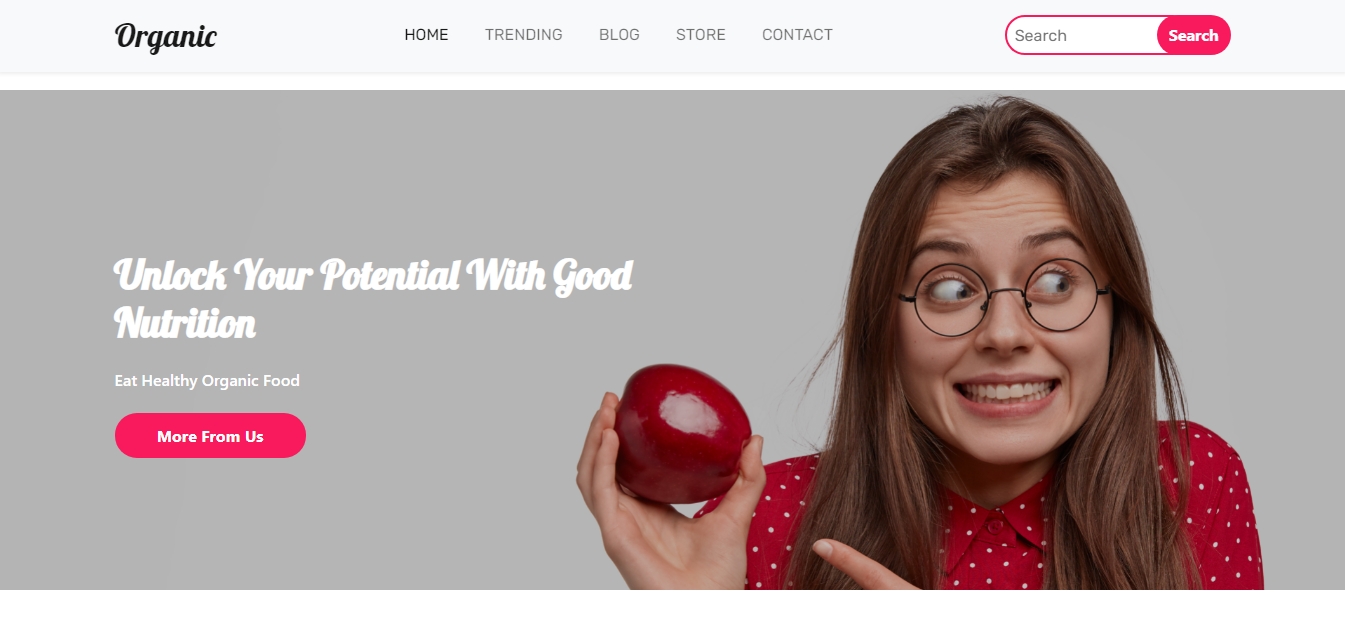 Organic
HOME TRENDING BLOG STORE CONTACT
Search Search
Unlock Your Potential With Good
Nutrition
Eat Healthy Organic Food
More From Us